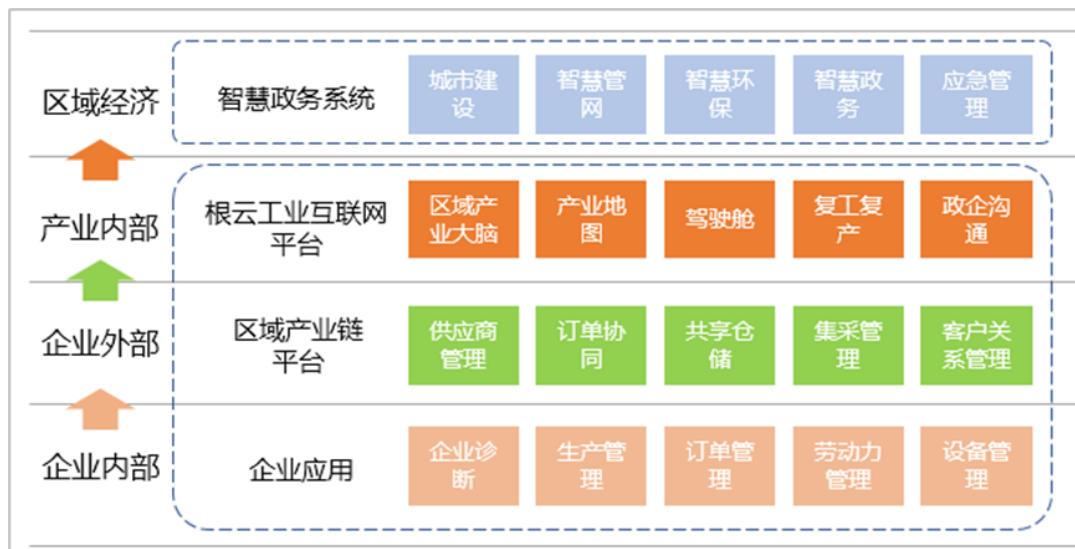 区域经济
智慧政务系统
城市建
设
智慧管
网
智慧环
保
智慧政
务
应急管
理
产业内部
根云工业互联网
平台
区域产
业大脑
产业地
图
驾驶舱
复工复
产
政企沟
通
企业外部
区域产业链
平台
供应商
管理
订单协
同
共享仓
储
集采管
理
客户关
系管理
企业内部
企业应用
企业诊
断
生产管
理
订单管
理
劳动力
管理
设备管
理